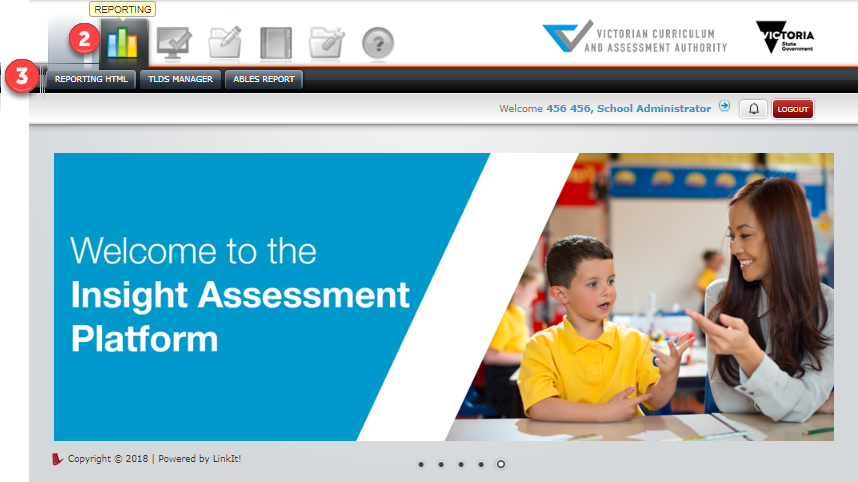 REPORTING
2
VICTORIAN CURRICULUM
AND ASSESSMENT AUTHORITY
VICTORIA
State
Government
?
3
REPORTING HTML
TLDS MANAGER
ABLES REPORT
Welcome 456 456, School Administrator
LOGOUT
Welcome to the
Insight Assessment
Platform
Copyright © 2018 | Powered by LinkIt!